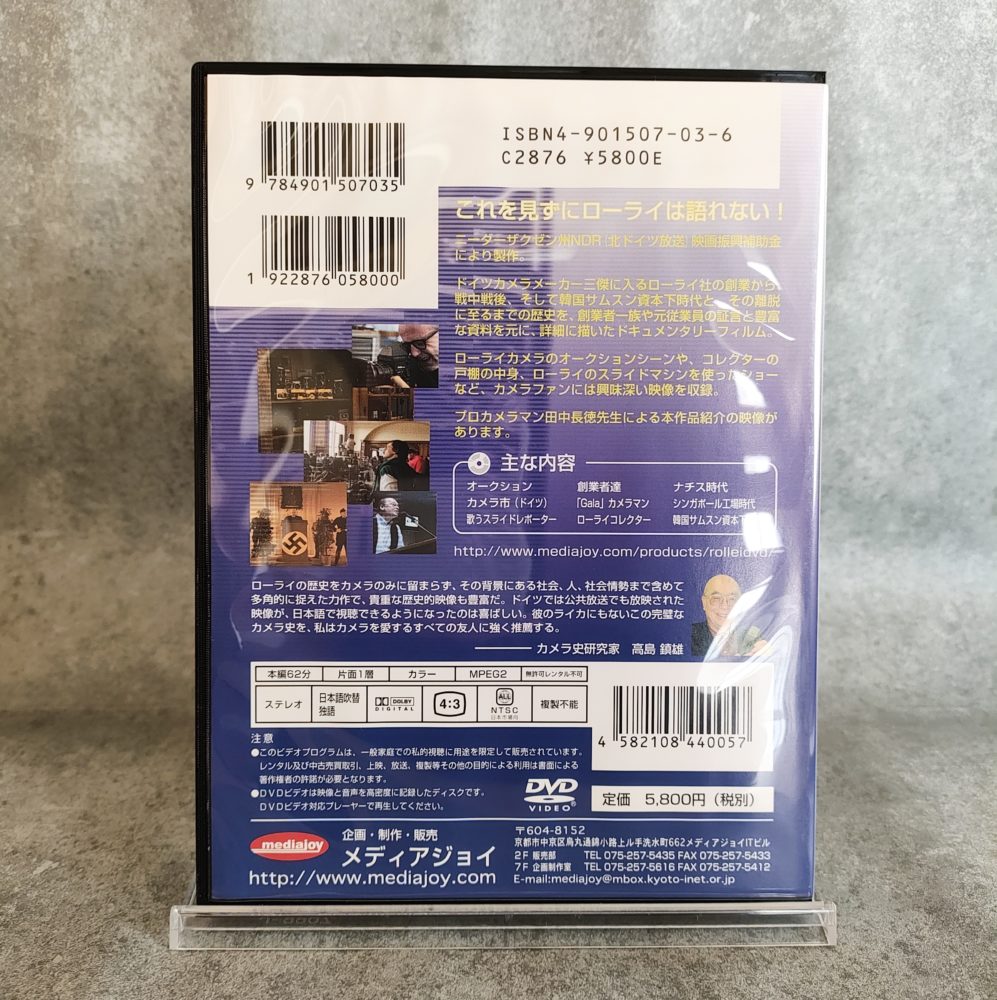 ISBN4-901507-03-6
C2876 ¥5800E
9 784901 507035
1 922876 058000
これを見ずにローライは語れない！
ニーダーザクゼン州NDR（北ドイツ放送）映画振興補助金
により製作。
ドイツカメラメーカー三傑に入るローライ社の創業から
戦中戦後、そして韓国サムスン資本下時代と、その離脱
に至るまでの歴史を、創業者一族や元従業員の証言と豊富
な資料を元に、詳細に描いたドキュメンタリーフィルム。
ローライカメラのオークションシーンや、コレクターの
戸棚の中身、ローライのスライドマシンを使ったショー
など、カメラファンには興味深い映像を収録。
プロカメラマン田中長徳先生による本作品紹介の映像が
あります。
主な内容
オークション 創業者達 ナチス時代
カメラ市（ドイツ） 「Gala」カメラマン シンガポール工場時代
歌うスライドレポーター ローライコレクター 韓国サムスン資本下
http://www.mediajoy.com/products/rolleidvd/
ローライの歴史をカメラのみに留まらず、その背景にある社会、人、社会情勢まで含めて
多角的に捉えた力作で、貴重な歴史的映像も豊富だ。ドイツでは公共放送でも放映された
映像が、日本語で視聴できるようになったのは喜ばしい。彼のライカにもないこの完璧な
カメラ史を、私はカメラを愛するすべての友人に強く推薦する。
カメラ史研究家 高島 鎮雄
本編62分 片面1層 カラー MPEG2 無許可レンタル不可
ステレオ 日本語吹替 独語 DOLBY DIGITAL 4:3 ALL NTSC 日本市場向 複製不能
4 582108 440057
注意
●このビデオプログラムは、一般家庭での私的視聴に用途を限定して販売されています。
レンタル及び中古売買取引、上映、放送、複製等その他の目的による利用は書面による
著作権者の許諾が必要となります。
●DVDビデオは映像と音声を高密度に記録したディスクです。
DVDビデオ対応プレーヤーで再生してください。
DVD VIDEO
定価 5,800円（税別）
mediajoy
企画・制作・販売
メディアジョイ
http://www.mediajoy.com
〒604-8152
京都市中京区烏丸通錦小路上ル手洗水町662メディアジョイITビル
2F 販売部 TEL 075-257-5435 FAX 075-257-5433
7F 企画制作室 TEL 075-257-5616 FAX 075-257-5412
E-mail:mediajoy@mbox.kyoto-inet.or.jp